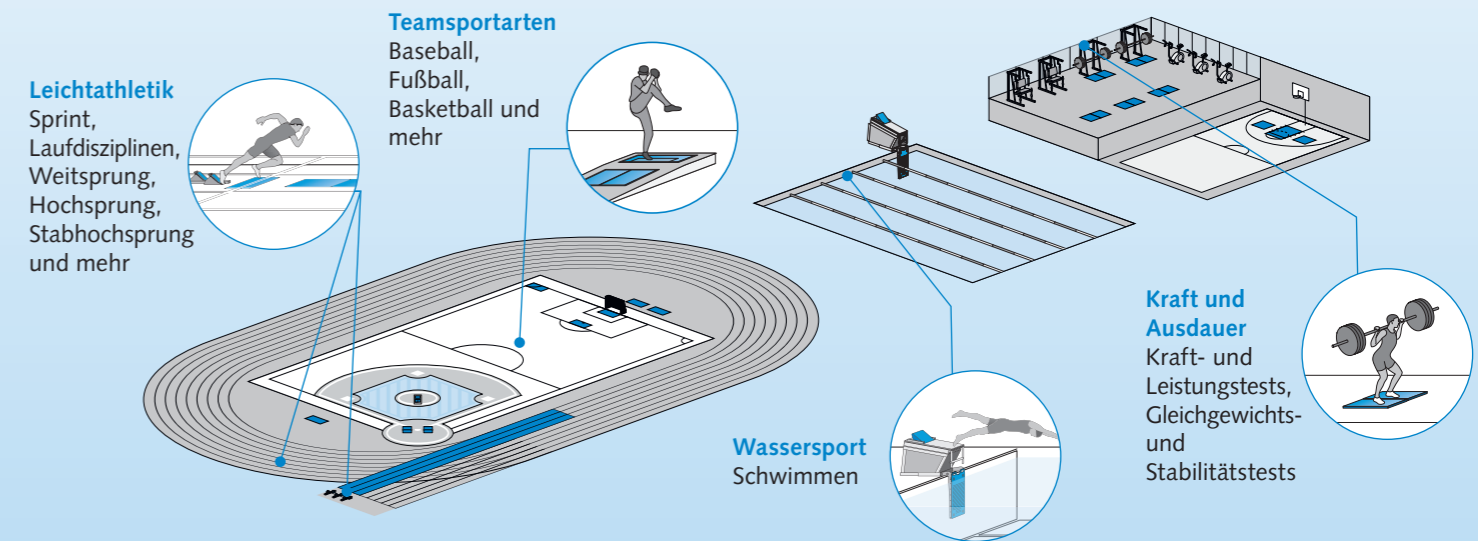 Leichtathletik
Sprint,
Laufdisziplinen,
Weitsprung,
Hochsprung,
Stabhochsprung
und mehr
Teamsportarten
Baseball,
Fußball,
Basketball und
mehr
Wassersport
Schwimmen
Kraft und
Ausdauer
Kraft- und
Leistungstests,
Gleichgewichts-
und
Stabilitätstests